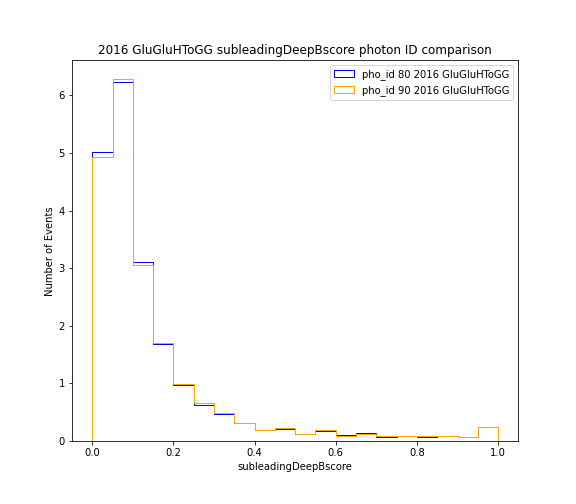 2016 GluGluHToGG subleadingDeepBscore photon ID comparison
pho_id 80 2016 GluGluHToGG
pho_id 90 2016 GluGluHToGG
Number of Events
6
5
4
3
2
1
0
0.0 0.2 0.4 0.6 0.8 1.0
subleadingDeepBscore